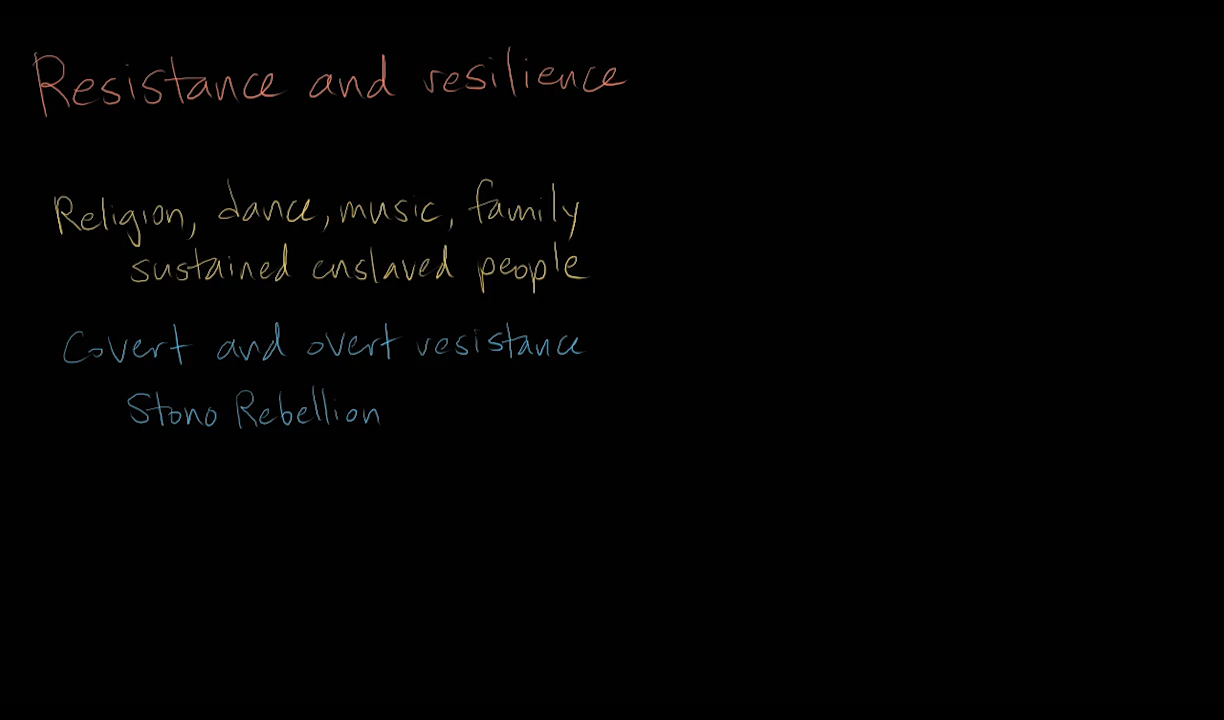 Resistance and resilience
Religion, dance, music, family
sustained enslaved people
Covert and overt resistance
Stono Rebellion